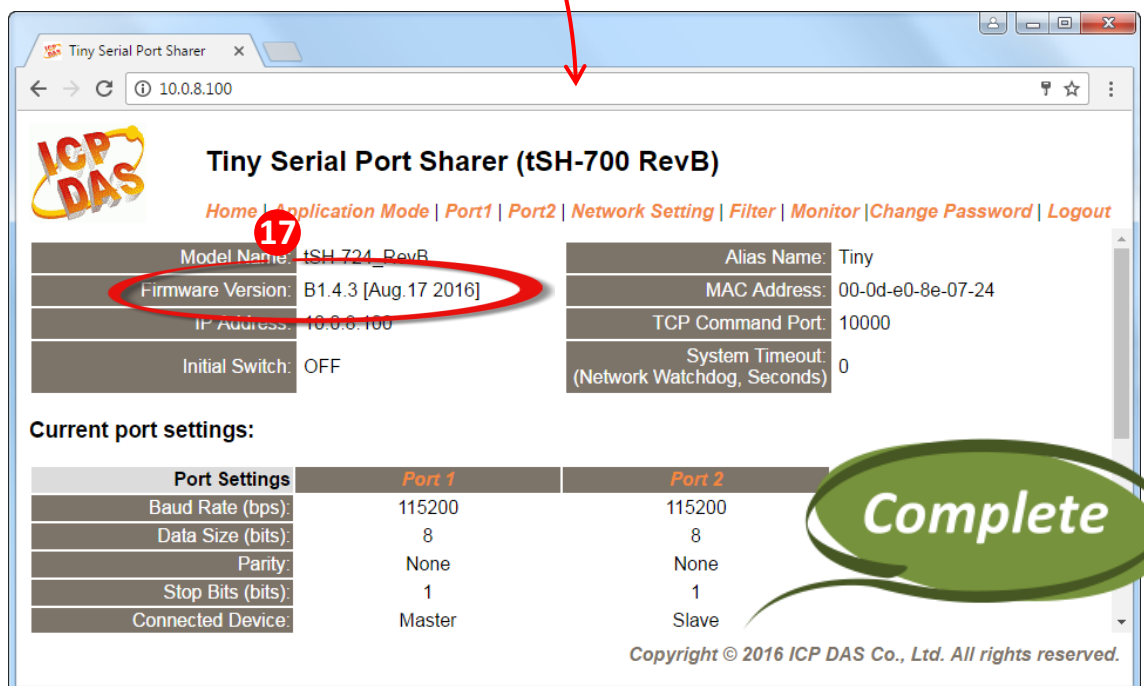 Tiny Serial Port Sharer
10.0.8.100
ICP
DAS
Tiny Serial Port Sharer (tSH-700 RevB)
Home | Application Mode | Port1 | Port2 | Network Setting | Filter | Monitor |Change Password | Logout
17
Model Name: tSH-724_RevB Alias Name: Tiny
Firmware Version: B1.4.3 [Aug.17 2016] MAC Address: 00-0d-e0-8e-07-24
IP Address: 10.0.8.100 TCP Command Port: 10000
Initial Switch: OFF System Timeout: 0
(Network Watchdog, Seconds)
Current port settings:
Port Settings Port 1 Port 2
Baud Rate (bps): 115200 115200
Data Size (bits): 8 8
Parity: None None
Stop Bits (bits): 1 1
Connected Device: Master Slave
Complete
Copyright © 2016 ICP DAS Co., Ltd. All rights reserved.